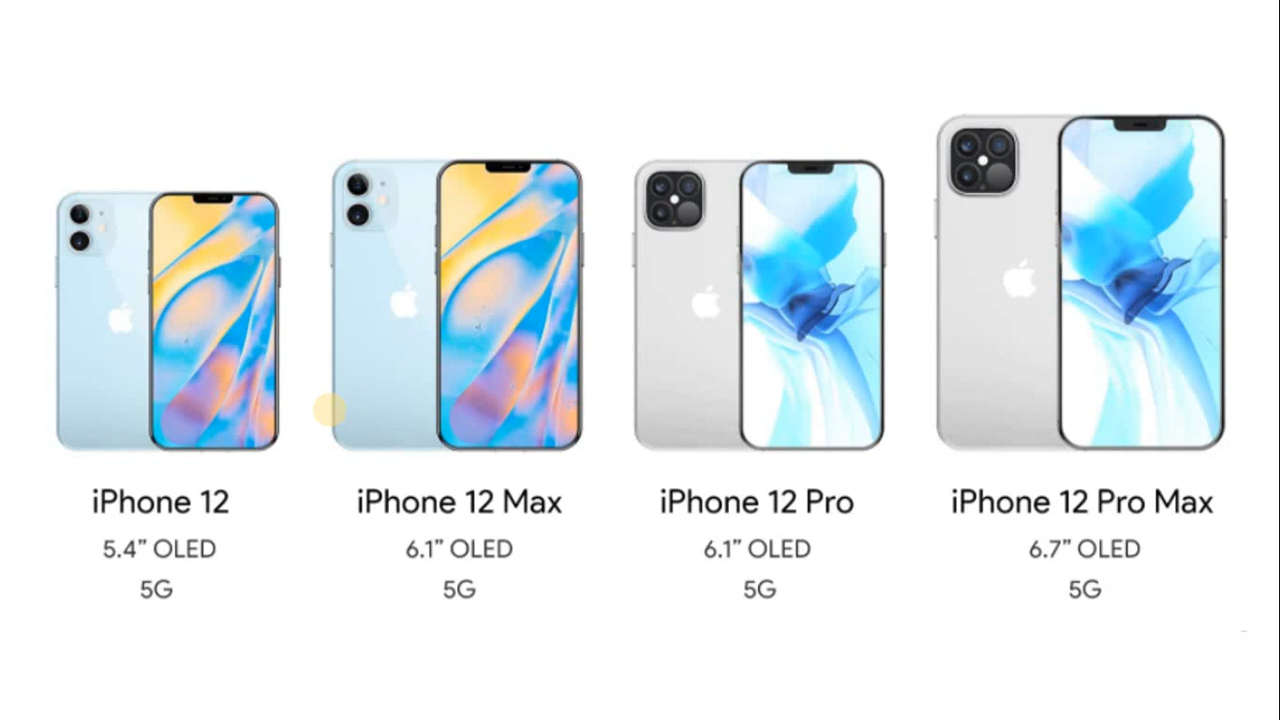 iPhone 12
5.4” OLED
5G
iPhone 12 Max
6.1” OLED
5G
iPhone 12 Pro
6.1” OLED
5G
iPhone 12 Pro Max
6.7” OLED
5G